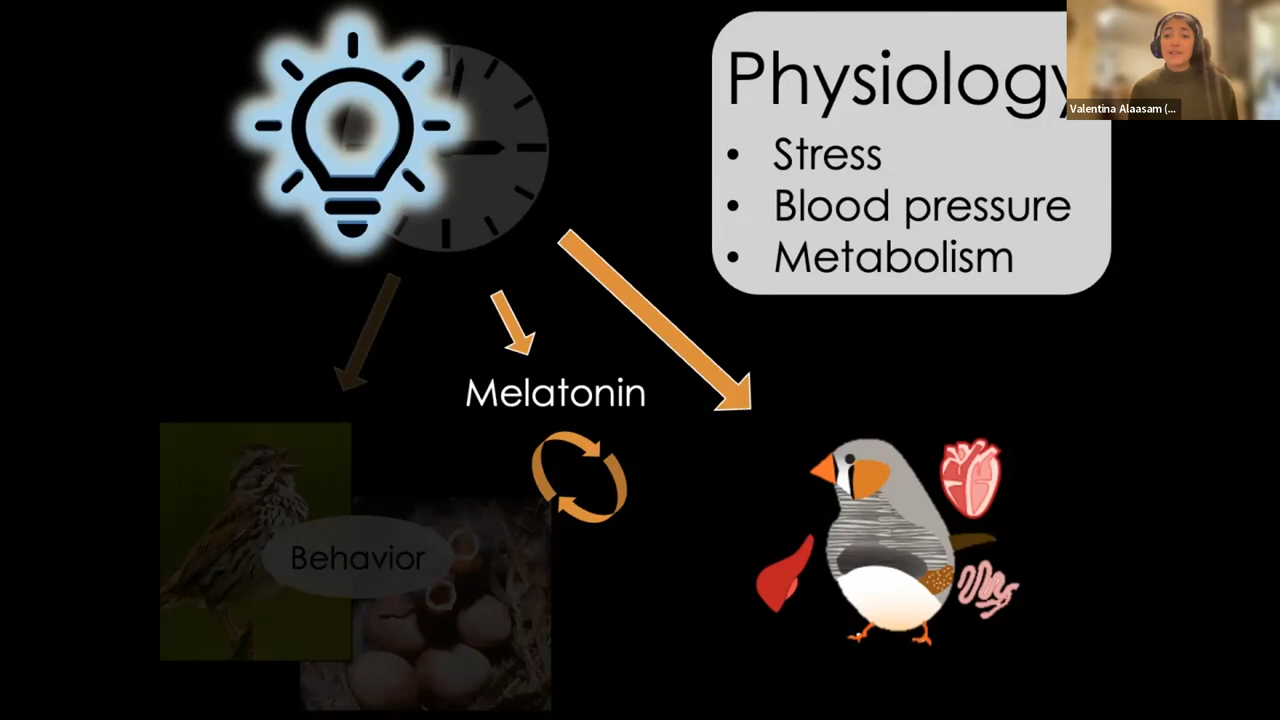 Physiology
Valentina Alaasam (...
• Stress
• Blood pressure
• Metabolism
Melatonin
Behavior